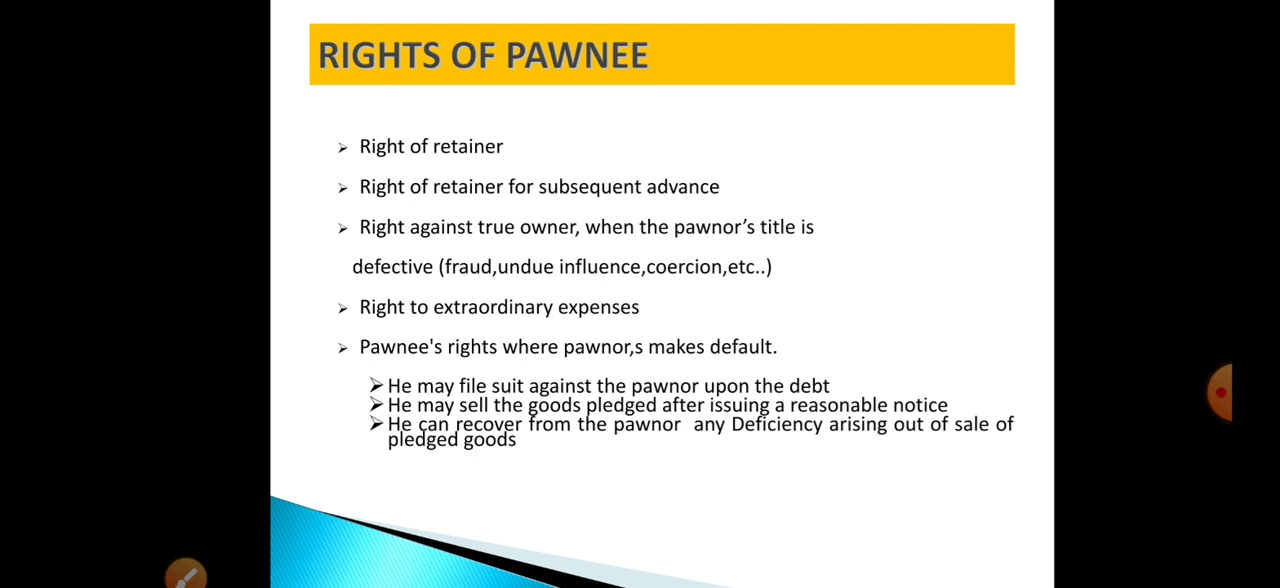 RIGHTS OF PAWNEE
➢ Right of retainer
➢ Right of retainer for subsequent advance
➢ Right against true owner, when the pawnor’s title is
defective (fraud,undue influence,coercion,etc..)
➢ Right to extraordinary expenses
➢ Pawnee's rights where pawnor,s makes default.
➢ He may file suit against the pawnor upon the debt
➢ He may sell the goods pledged after issuing a reasonable notice
➢ He can recover from the pawnor any Deficiency arising out of sale of
pledged goods